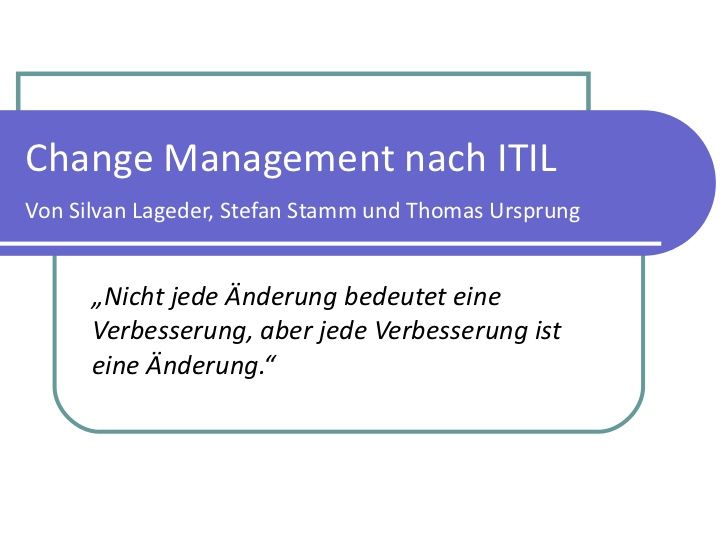 Change Management nach ITIL
Von Silvan Lageder, Stefan Stamm und Thomas Ursprung
„Nicht jede Änderung bedeutet eine
Verbesserung, aber jede Verbesserung ist
eine Änderung.“